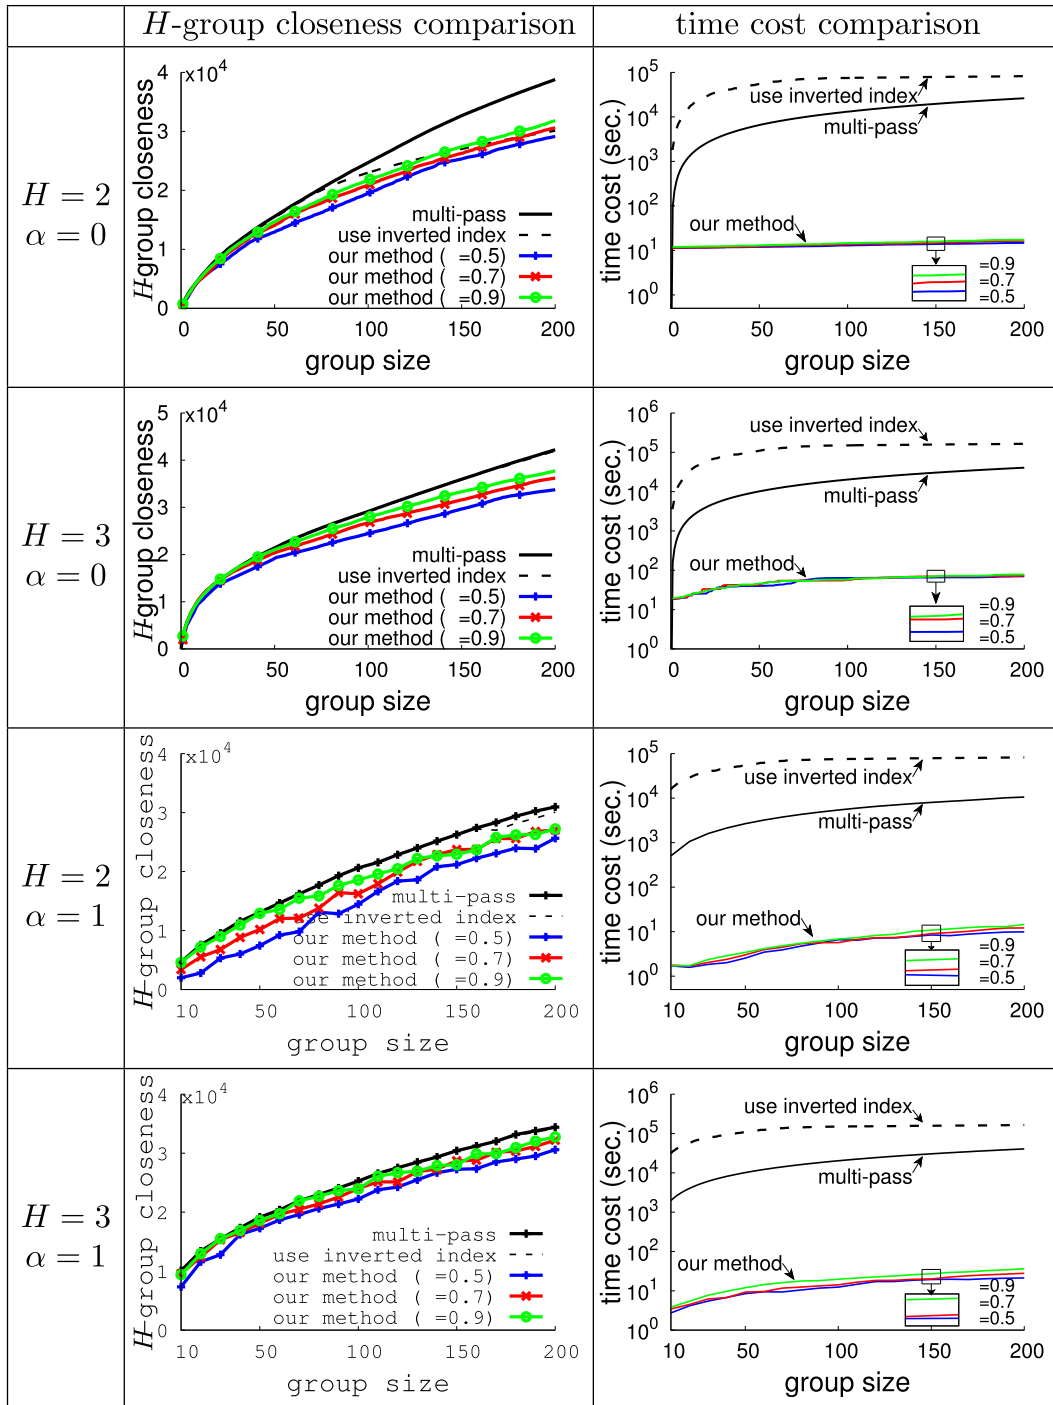 H-group closeness comparison time cost comparison
H = 2
α = 0
x10^4
4
3
2
1
0
H-group closeness
multi-pass
use inverted index
our method ( =0.5)
our method ( =0.7)
our method ( =0.9)
0 50 100 150 200
group size
time cost (sec.)
10^5
10^4
10^3
10^2
10^1
10^0
use inverted index
multi-pass
our method
=0.9
=0.7
=0.5
0 50 100 150 200
group size
H = 3
α = 0
x10^4
5
4
3
2
1
0
H-group closeness
multi-pass
use inverted index
our method ( =0.5)
our method ( =0.7)
our method ( =0.9)
0 50 100 150 200
group size
time cost (sec.)
10^6
10^5
10^4
10^3
10^2
10^1
10^0
use inverted index
multi-pass
our method
=0.9
=0.7
=0.5
0 50 100 150 200
group size
H = 2
α = 1
x10^4
4
3
2
1
0
H-group closeness
multi-pass
use inverted index
our method ( =0.5)
our method ( =0.7)
our method ( =0.9)
10 50 100 150 200
group size
time cost (sec.)
10^5
10^4
10^3
10^2
10^1
10^0
use inverted index
multi-pass
our method
=0.9
=0.7
=0.5
10 50 100 150 200
group size
H = 3
α = 1
x10^4
4
3
2
1
0
H-group closeness
multi-pass
use inverted index
our method ( =0.5)
our method ( =0.7)
our method ( =0.9)
10 50 100 150 200
group size
time cost (sec.)
10^6
10^5
10^4
10^3
10^2
10^1
10^0
use inverted index
multi-pass
our method
=0.9
=0.7
=0.5
10 50 100 150 200
group size